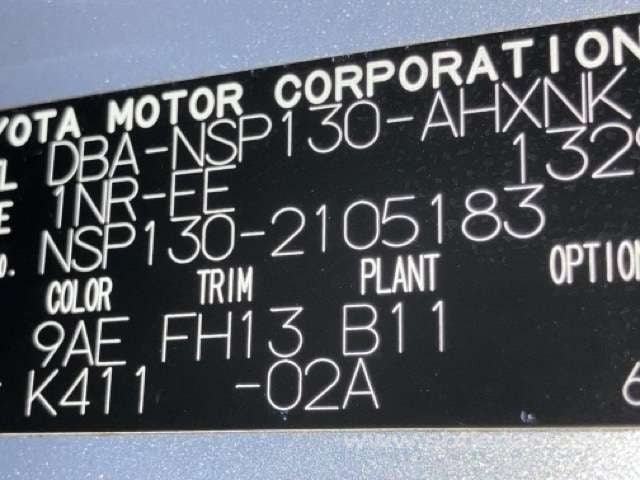 YOTA MOTOR CORPORATION
L DBA-NSP130-AHXNK
E 1NR-FE 1329
O. NSP130-2105183
COLOR TRIM PLANT OPTION
9AE FH13 B11
K411 -02A 6